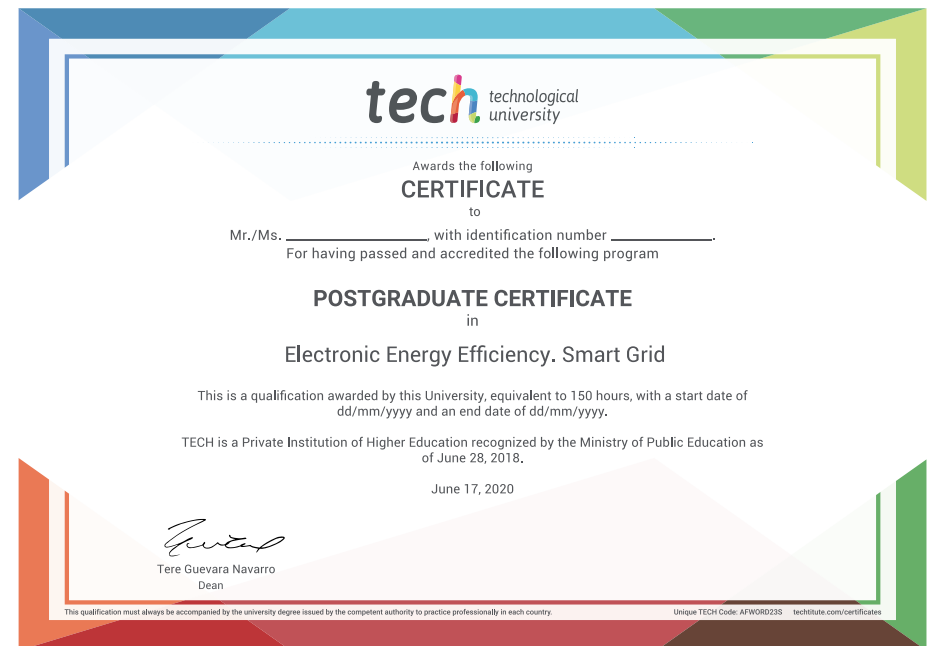 tech technological
university
Awards the following
CERTIFICATE
to
Mr./Ms. ____________________, with identification number ______________.
For having passed and accredited the following program
POSTGRADUATE CERTIFICATE
in
Electronic Energy Efficiency. Smart Grid
This is a qualification awarded by this University, equivalent to 150 hours, with a start date of
dd/mm/yyyy and an end date of dd/mm/yyyy.
TECH is a Private Institution of Higher Education recognized by the Ministry of Public Education as
of June 28, 2018.
June 17, 2020
Tere Guevara Navarro
Dean
This qualification must always be accompanied by the university degree issued by the competent authority to practice professionally in each country.
Unique TECH Code: AFWORD23S techtitute.com/certificates